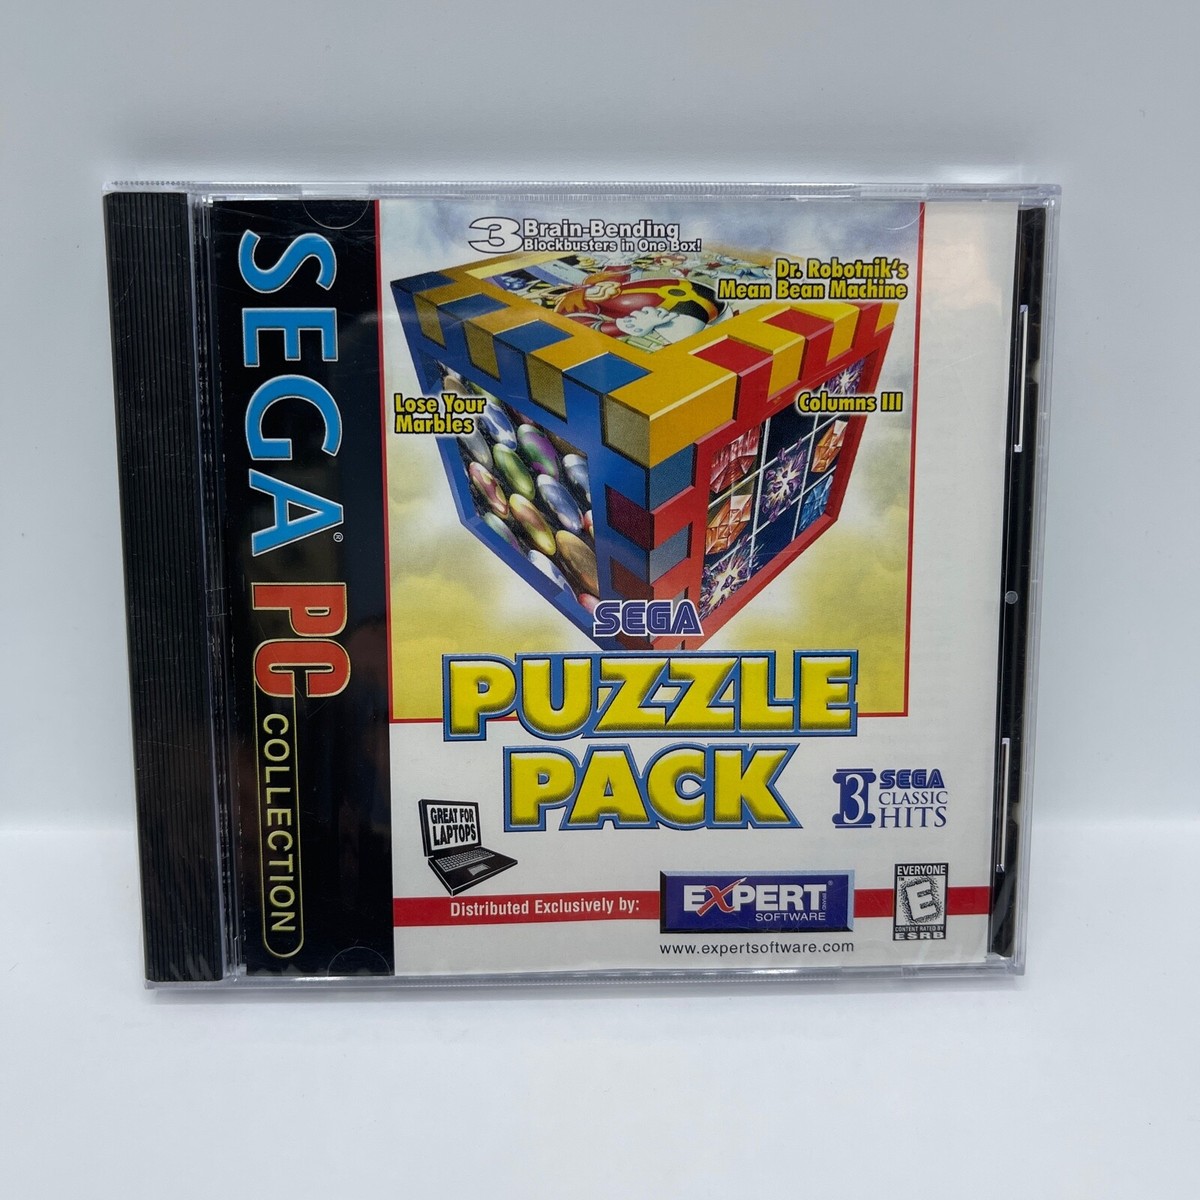 SEGA® PC COLLECTION
3 Brain-Bending
Blockbusters in One Box!
Dr. Robotnik's
Mean Bean Machine
Lose Your
Marbles
Columns III
SEGA
PUZZLE
PACK
GREAT FOR
LAPTOPS
3 SEGA
CLASSIC
HITS
Distributed Exclusively by:
EXPERT®
SOFTWARE
www.expertsoftware.com
EVERYONE
E
CONTENT RATED BY
ESRB